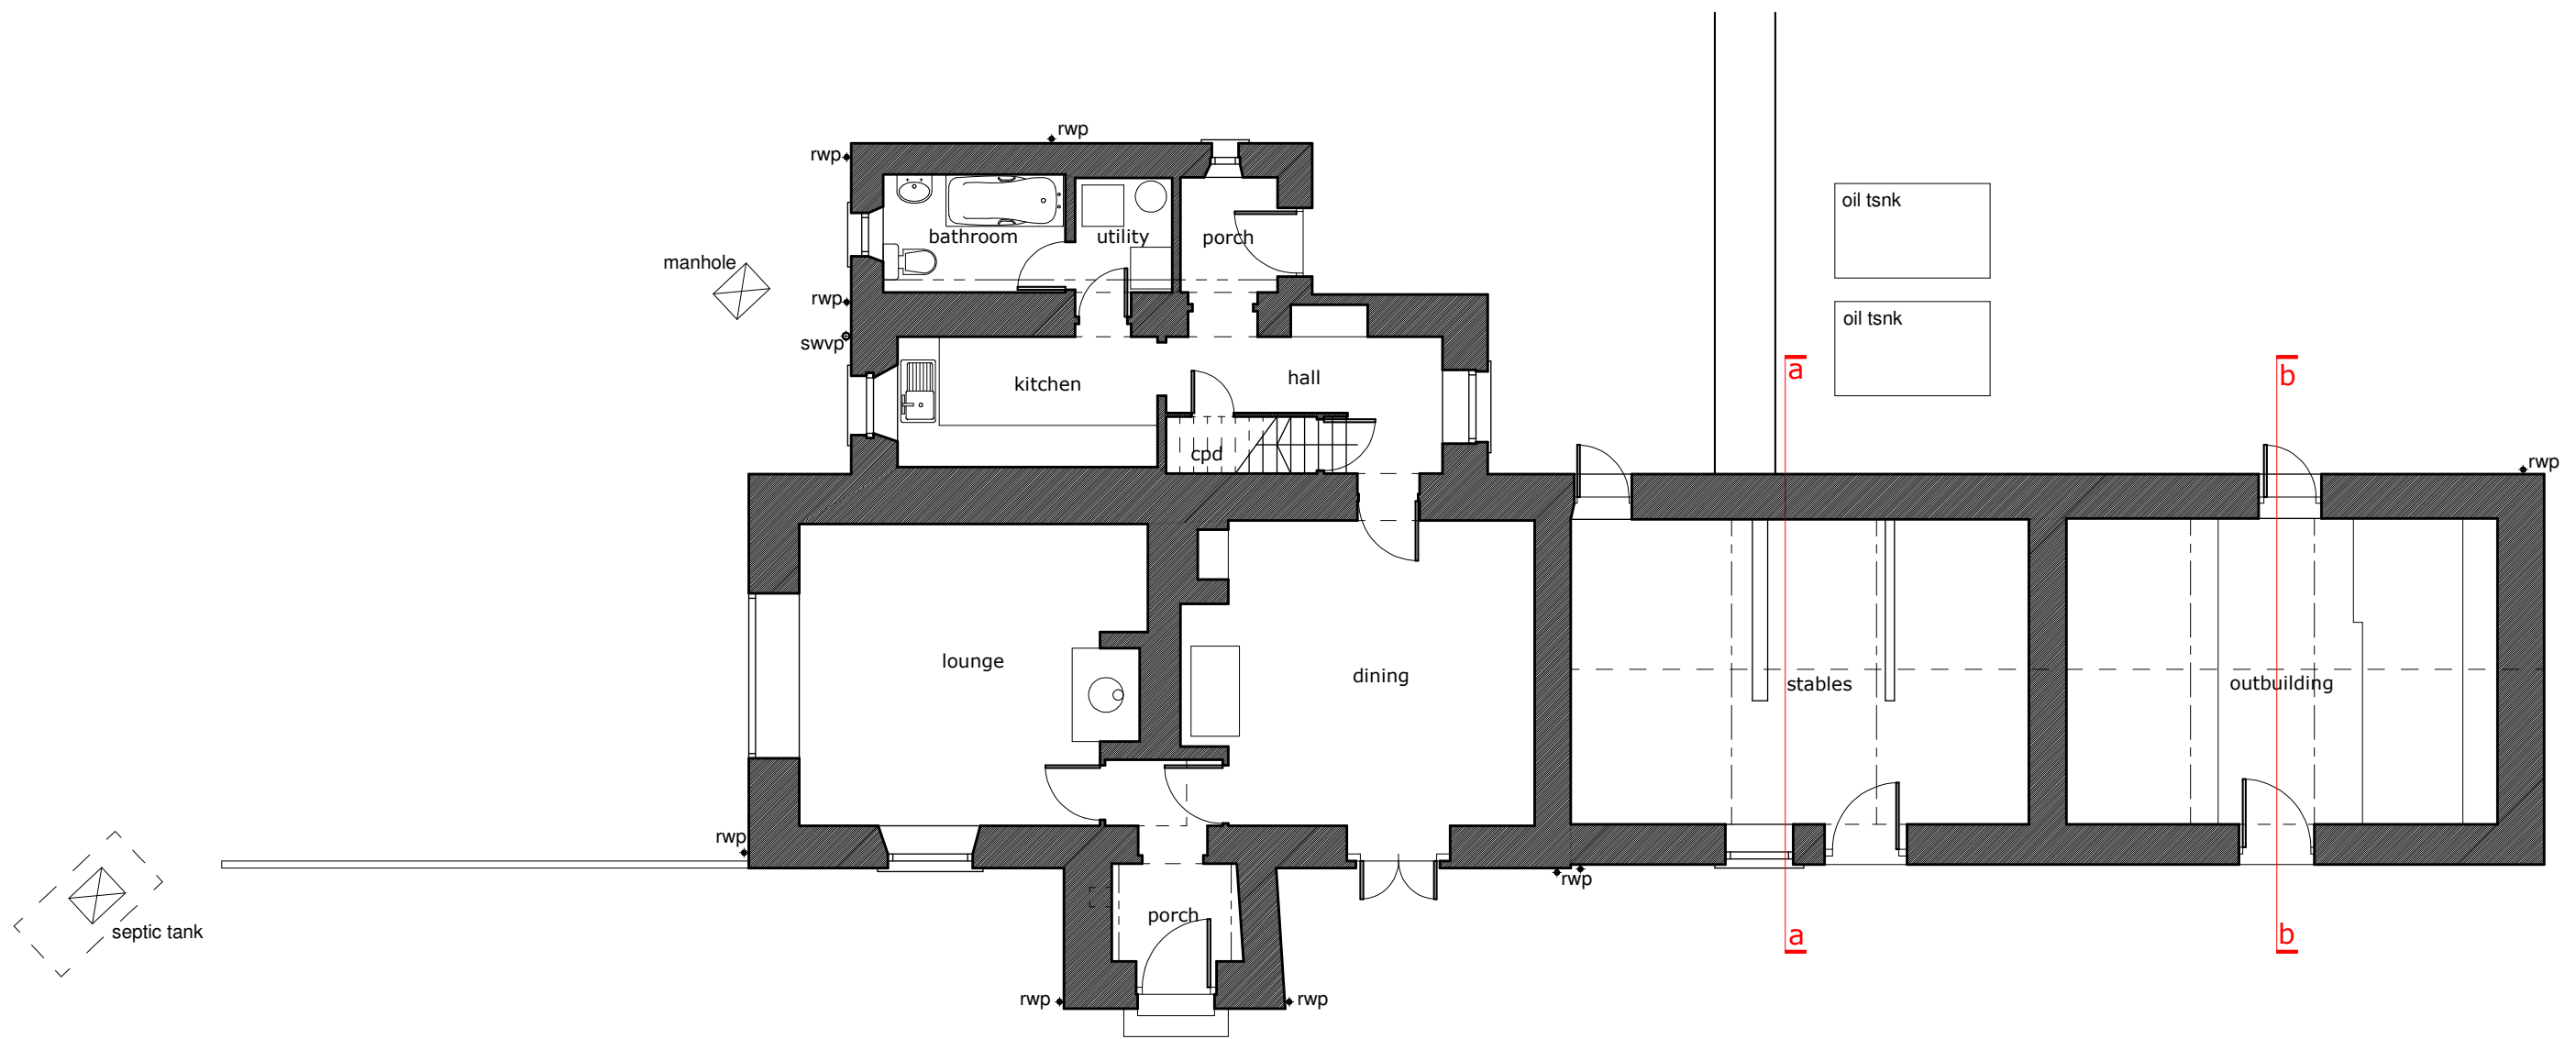 rwp
rwp
oil tsnk
bathroom
utility
porch
manhole
rwp
oil tsnk
swvp
a
b
kitchen
hall
cpd
rwp
lounge
dining
stables
outbuilding
rwp
rwp
septic tank
porch
a
b
rwp
rwp